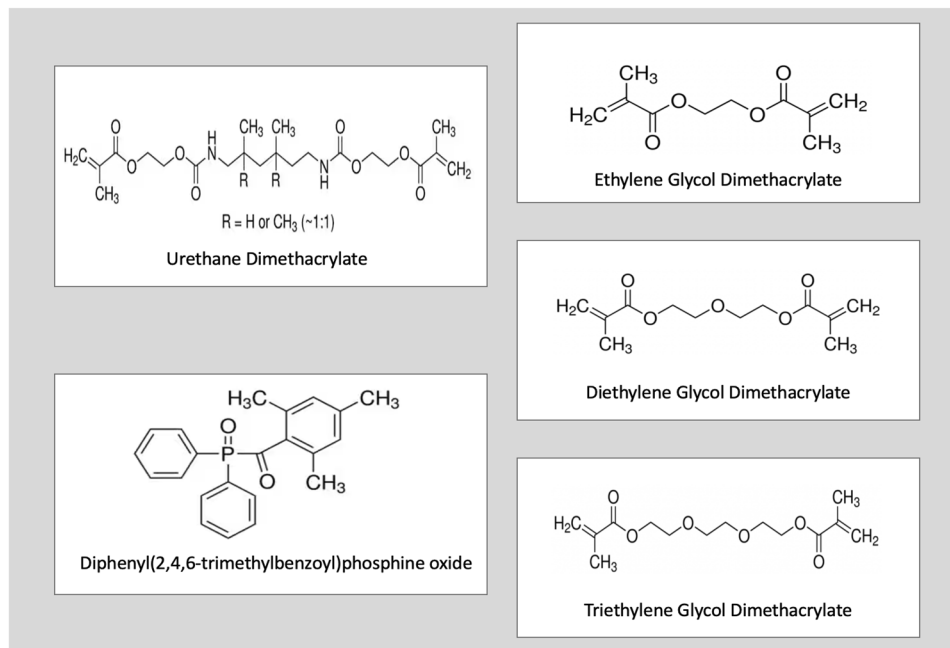 CH₃ CH₃
O H O CH₃
H₂C N
O O O O CH₂
O R R N O
CH₃ H
R = H or CH₃ (~1:1)
Urethane Dimethacrylate
CH₃ O
H₂C O CH₂
O O
CH₃
Ethylene Glycol Dimethacrylate
O O
H₂C O CH₂
O O
CH₃ CH₃
Diethylene Glycol Dimethacrylate
H₃C CH₃
O
P
O
CH₃
Diphenyl(2,4,6-trimethylbenzoyl)phosphine oxide
O CH₃
H₂C O O
O O CH₂
CH₃ O
Triethylene Glycol Dimethacrylate